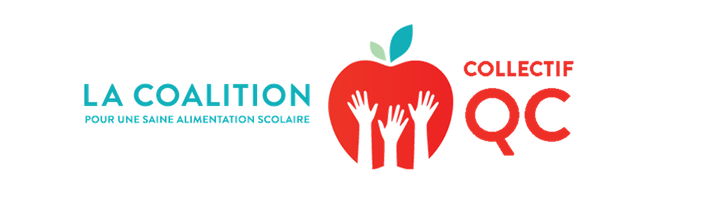 LA COALITION
POUR UNE SAINE ALIMENTATION SCOLAIRE
COLLECTIF
QC